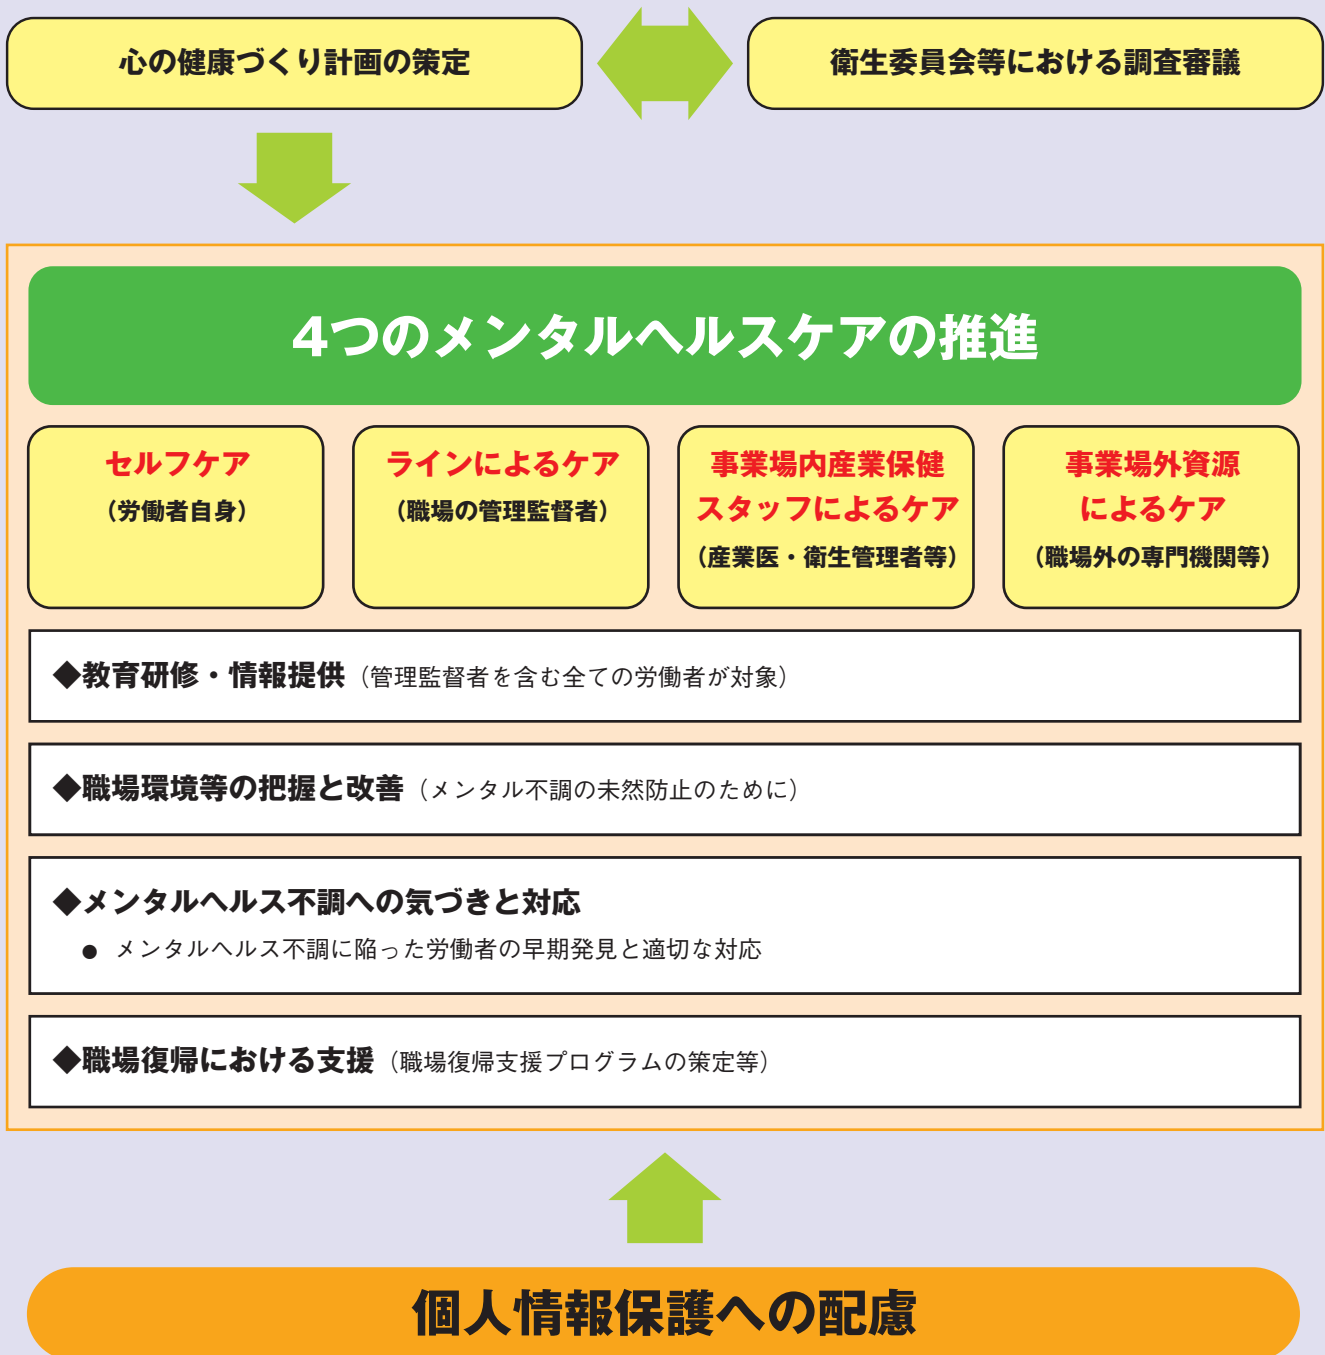 心の健康づくり計画の策定
衛生委員会等における調査審議
4つのメンタルヘルスケアの推進
セルフケア
（労働者自身）
ラインによるケア
（職場の管理監督者）
事業場内産業保健
スタッフによるケア
（産業医・衛生管理者等）
事業場外資源
によるケア
（職場外の専門機関等）
◆教育研修・情報提供（管理監督者を含む全ての労働者が対象）
◆職場環境等の把握と改善（メンタル不調の未然防止のために）
◆メンタルヘルス不調への気づきと対応
● メンタルヘルス不調に陥った労働者の早期発見と適切な対応
◆職場復帰における支援（職場復帰支援プログラムの策定等）
個人情報保護への配慮